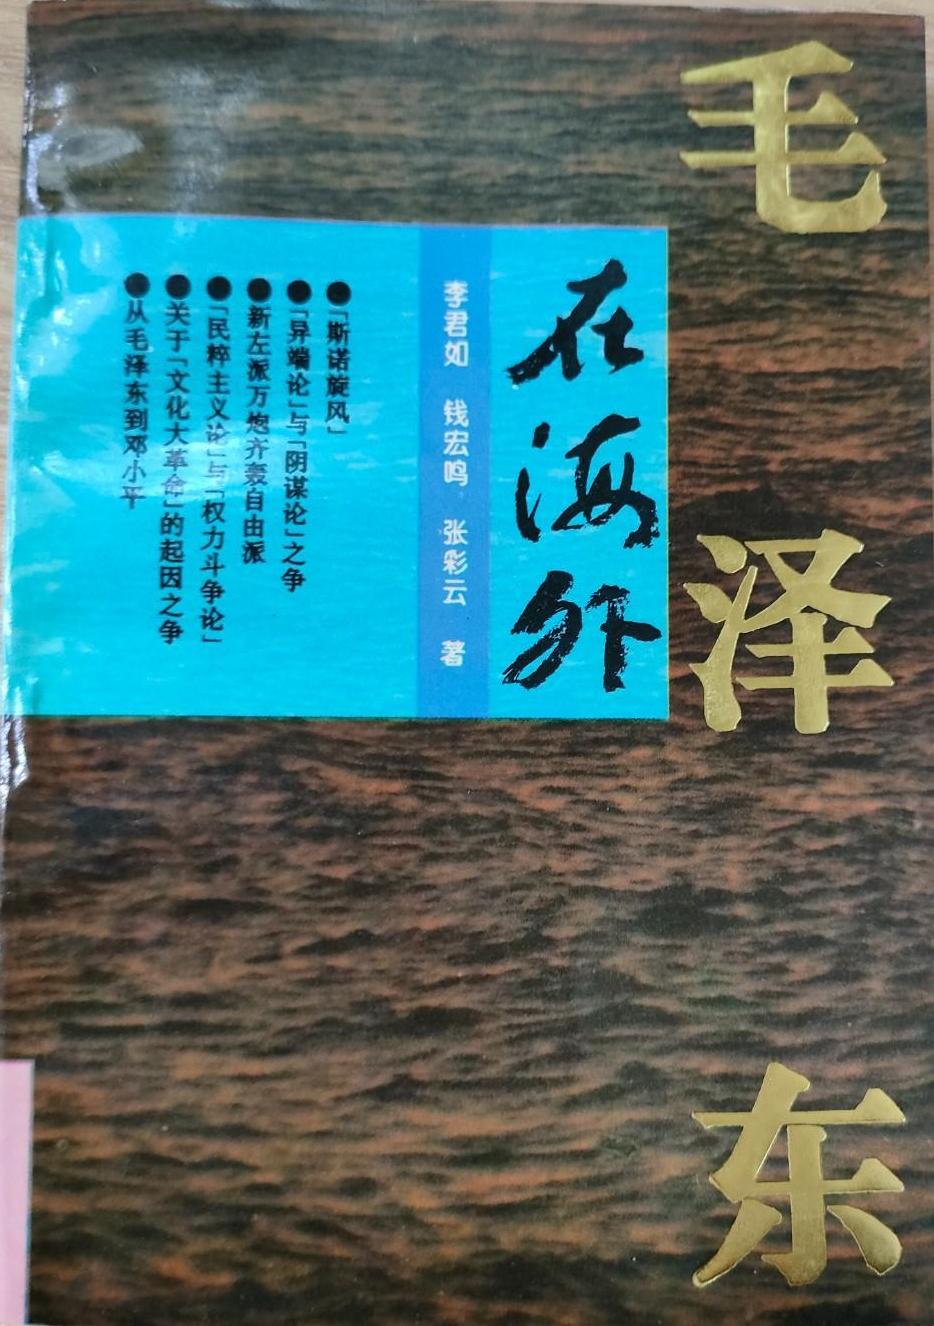 毛泽东
在海外
李君如 钱宏鸣 张彩云 著
●「斯诺旋风」
●「异端论」与「阴谋论」之争
●新左派万炮齐轰自由派
●「民粹主义论」与「权力斗争论」
●关于「文化大革命」的起因之争
●从毛泽东到邓小平